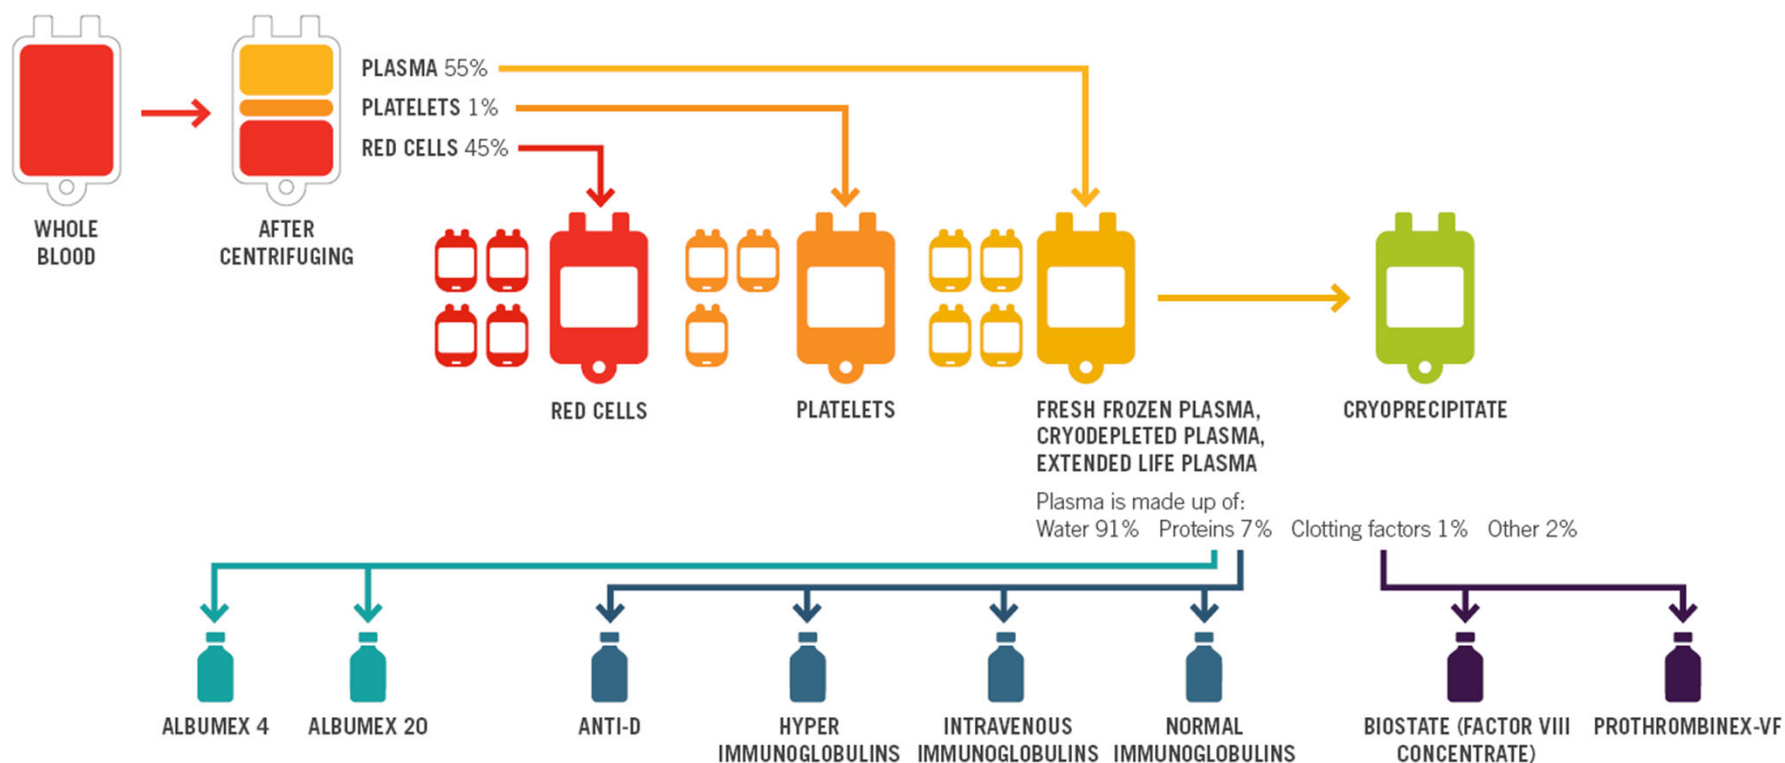 PLASMA 55%
PLATELETS 1%
RED CELLS 45%
WHOLE
BLOOD
AFTER
CENTRIFUGING
RED CELLS
PLATELETS
FRESH FROZEN PLASMA,
CRYODEPLETED PLASMA,
EXTENDED LIFE PLASMA
CRYOPRECIPITATE
Plasma is made up of:
Water 91% Proteins 7% Clotting factors 1% Other 2%
ALBUMEX 4
ALBUMEX 20
ANTI-D
HYPER
IMMUNOGLOBULINS
INTRAVENOUS
IMMUNOGLOBULINS
NORMAL
IMMUNOGLOBULINS
BIOSTATE (FACTOR VIII
CONCENTRATE)
PROTHROMBINEX-VF